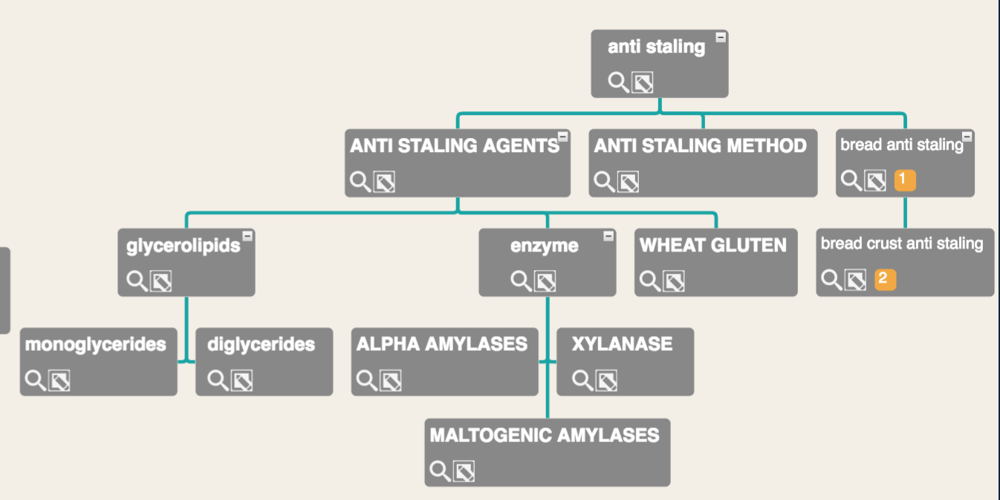 anti staling
ANTI STALING AGENTS
ANTI STALING METHOD
bread anti staling
1
glycerolipids
enzyme
WHEAT GLUTEN
bread crust anti staling
2
monoglycerides
diglycerides
ALPHA AMYLASES
XYLANASE
MALTOGENIC AMYLASES